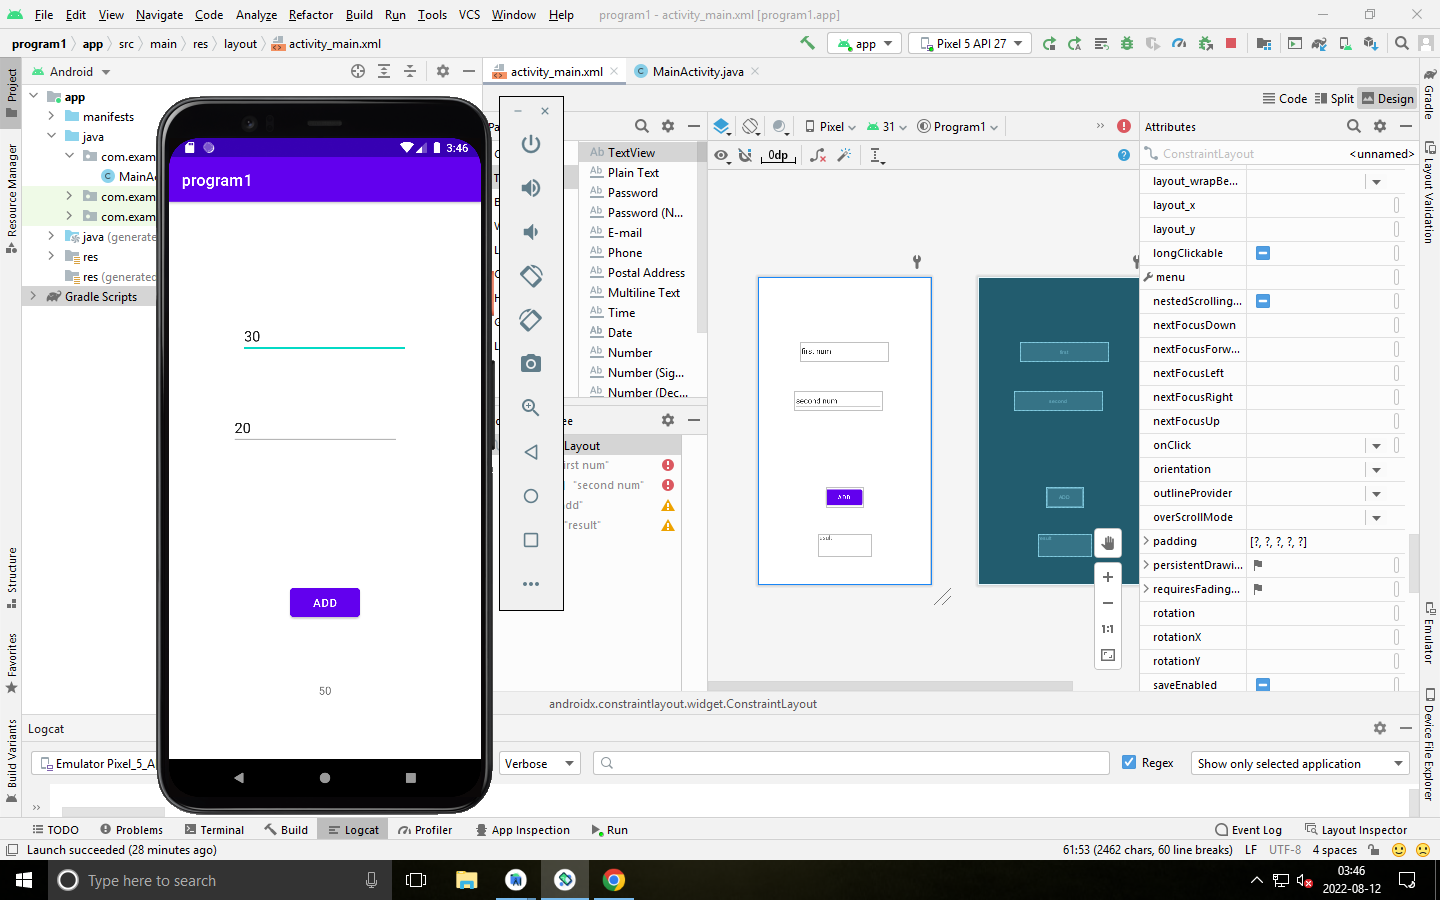 File Edit View Navigate Code Analyze Refactor Build Run Tools VCS Window Help program1 - activity_main.xml [program1.app]
program1 app src main res layout activity_main.xml app Pixel 5 API 27
Project
Resource Manager
Structure
Favorites
Build Variants
Android
app
manifests
java
com.exam
MainAc
com.exam
com.exam
java (generate
res
res (generated
Gradle Scripts
3:46
program1
30
20
ADD
50
activity_main.xml MainActivity.java
Code Split Design
TextView
Plain Text
Password
Password (N...
E-mail
Phone
Postal Address
Multiline Text
Time
Date
Number
Number (Sig...
Number (Dec...
ee
Layout
irst num"
"second num"
dd"
"result"
Pixel 31 Program1
0dp
first num
second num
ADD
ADD
1:1
androidx.constraintlayout.widget.ConstraintLayout
Attributes
ConstraintLayout <unnamed>
layout_wrapBe...
layout_x
layout_y
longClickable
menu
nestedScrolling...
nextFocusDown
nextFocusForw...
nextFocusLeft
nextFocusRight
nextFocusUp
onClick
orientation
outlineProvider
overScrollMode
padding [?, ?, ?, ?, ?]
persistentDrawi...
requiresFading...
rotation
rotationX
rotationY
saveEnabled
Gradle
Layout Validation
Emulator
Device File Explorer
Logcat
Emulator Pixel_5_A Verbose Regex Show only selected application
TODO Problems Terminal Build Logcat Profiler App Inspection Run Event Log Layout Inspector
Launch succeeded (28 minutes ago) 61:53 (2462 chars, 60 line breaks) LF UTF-8 4 spaces
Type here to search 03:46
2022-08-12